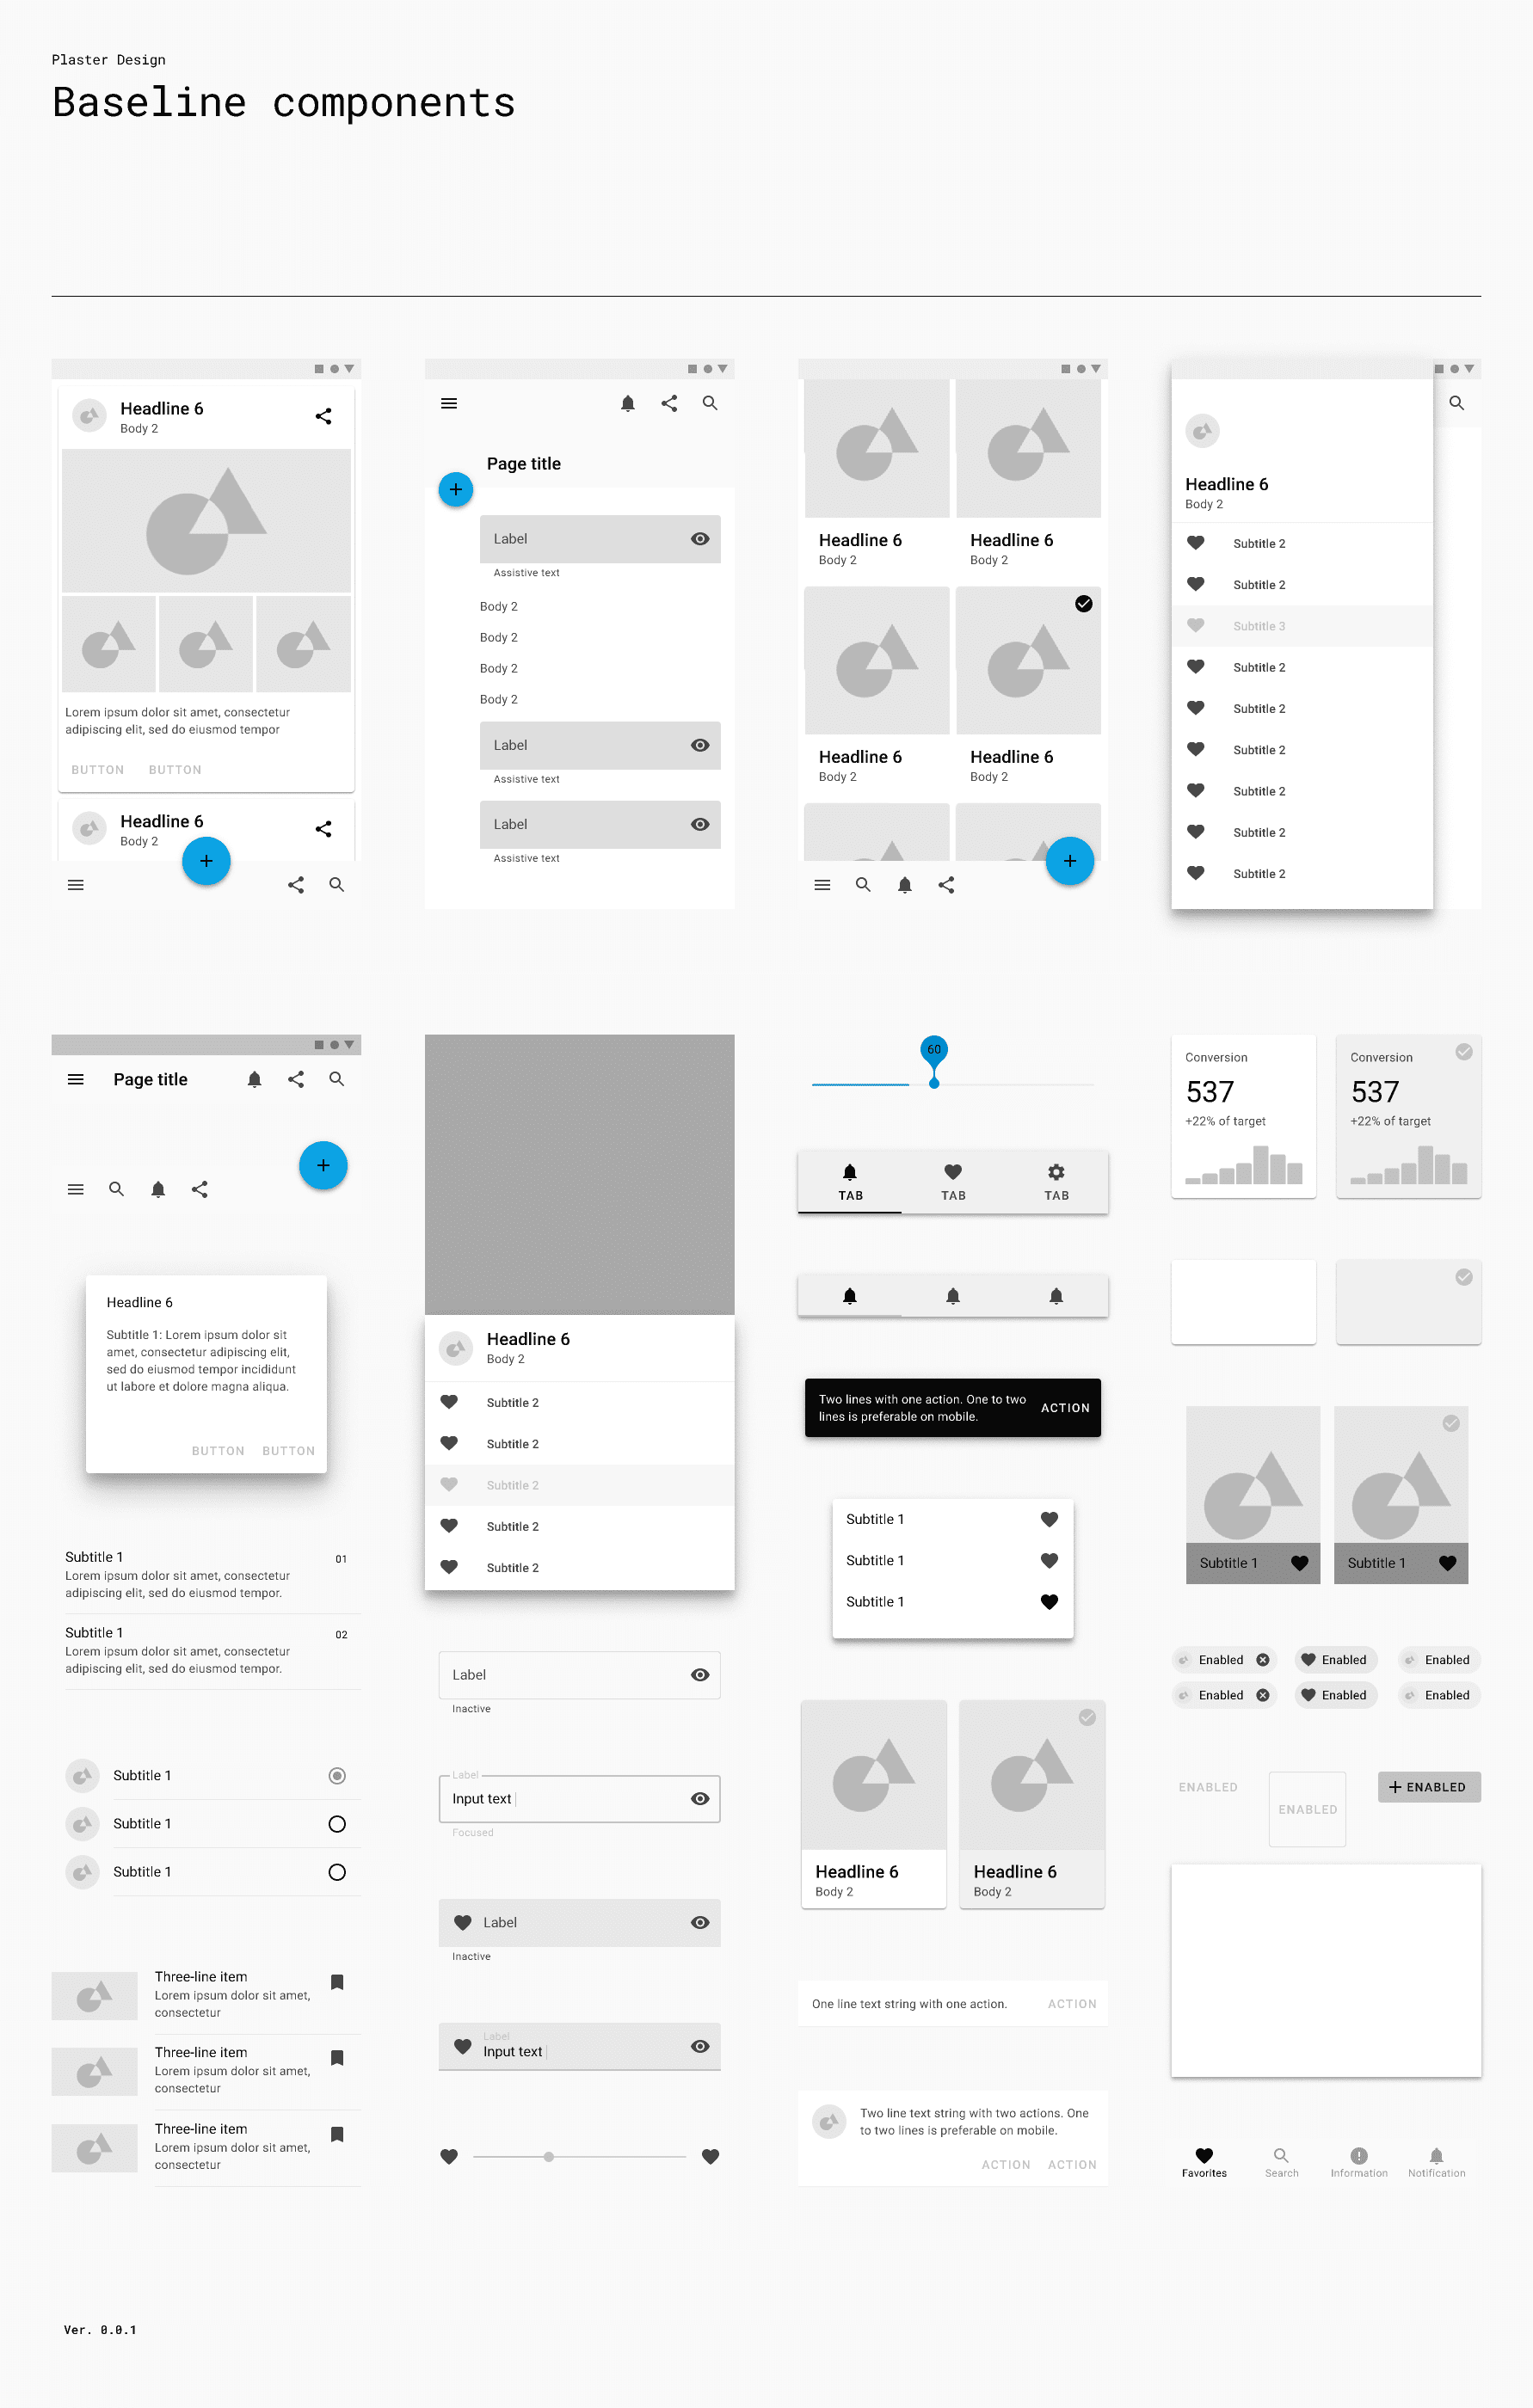 Plaster Design
Baseline components
Headline 6
Body 2
Lorem ipsum dolor sit amet, consectetur
adipiscing elit, sed do eiusmod tempor
BUTTON BUTTON
Headline 6
Body 2
Page title
Label
Assistive text
Body 2
Body 2
Body 2
Body 2
Label
Assistive text
Label
Assistive text
Headline 6 Headline 6
Body 2 Body 2
Headline 6 Headline 6
Body 2 Body 2
Headline 6
Body 2
Subtitle 2
Subtitle 2
Subtitle 3
Subtitle 2
Subtitle 2
Subtitle 2
Subtitle 2
Subtitle 2
Subtitle 2
Page title
Headline 6
Subtitle 1: Lorem ipsum dolor sit
amet, consectetur adipiscing elit,
sed do eiusmod tempor incididunt
ut labore et dolore magna aliqua.
BUTTON BUTTON
Subtitle 1 01
Lorem ipsum dolor sit amet, consectetur
adipiscing elit, sed do eiusmod tempor.
Subtitle 1 02
Lorem ipsum dolor sit amet, consectetur
adipiscing elit, sed do eiusmod tempor.
Subtitle 1
Subtitle 1
Subtitle 1
Three-line item
Lorem ipsum dolor sit amet,
consectetur
Three-line item
Lorem ipsum dolor sit amet,
consectetur
Three-line item
Lorem ipsum dolor sit amet,
consectetur
Headline 6
Body 2
Subtitle 2
Subtitle 2
Subtitle 2
Subtitle 2
Subtitle 2
Label
Inactive
Label
Input text
Focused
Label
Inactive
Label
Input text
60
TAB TAB TAB
Two lines with one action. One to two
lines is preferable on mobile.
ACTION
Subtitle 1
Subtitle 1
Subtitle 1
Headline 6 Headline 6
Body 2 Body 2
One line text string with one action. ACTION
Two line text string with two actions. One
to two lines is preferable on mobile.
ACTION ACTION
Conversion Conversion
537 537
+22% of target +22% of target
Subtitle 1 Subtitle 1
Enabled Enabled Enabled
Enabled Enabled Enabled
ENABLED ENABLED ENABLED
Favorites Search Information Notification
Ver. 0.0.1